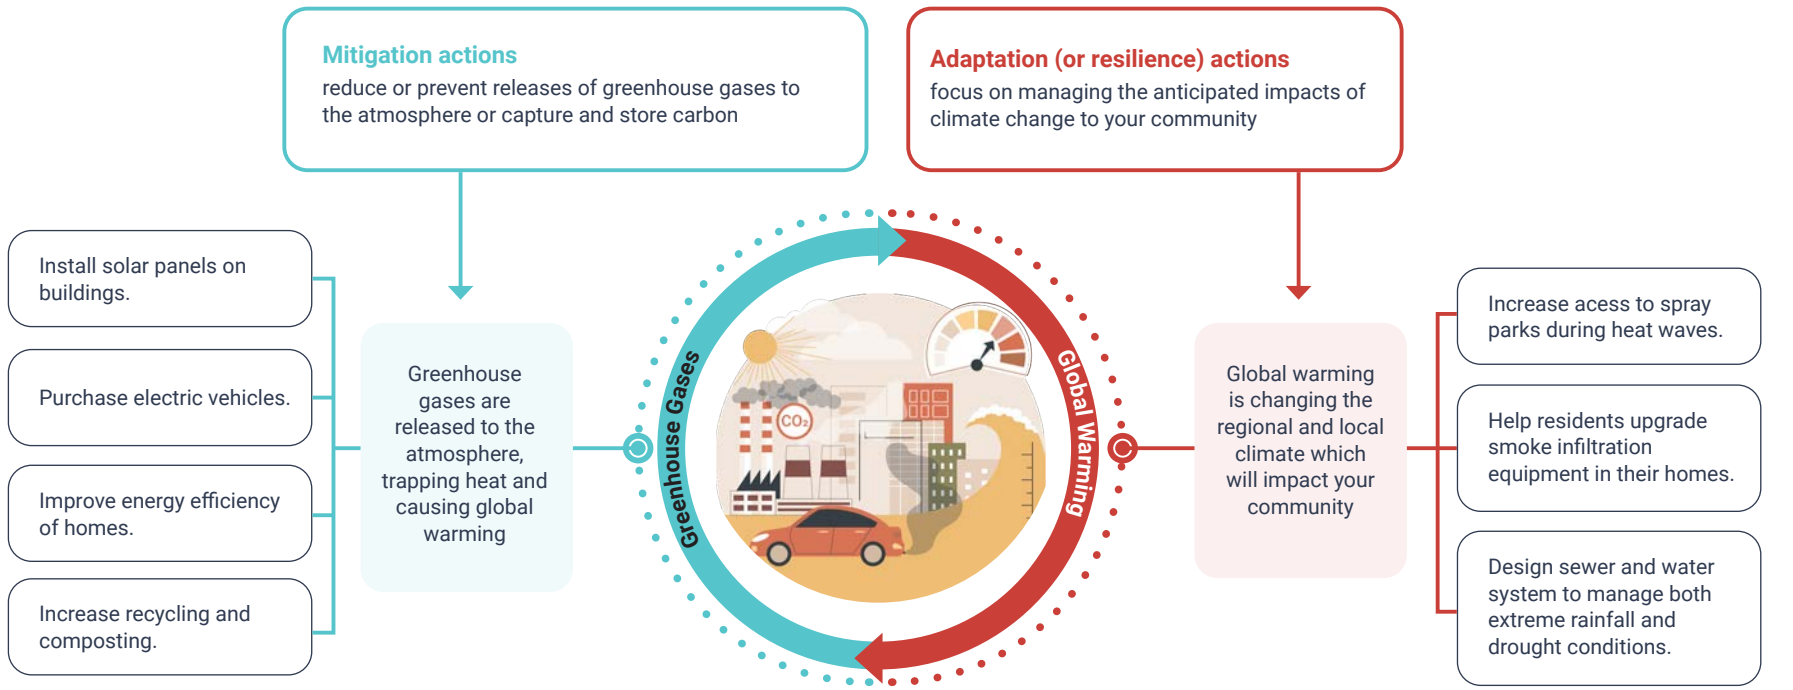 Mitigation actions
reduce or prevent releases of greenhouse gases to
the atmosphere or capture and store carbon
Adaptation (or resilience) actions
focus on managing the anticipated impacts of
climate change to your community
Install solar panels on
buildings.
Purchase electric vehicles.
Improve energy efficiency
of homes.
Increase recycling and
composting.
Greenhouse
gases are
released to the
atmosphere,
trapping heat and
causing global
warming
Greenhouse Gases
CO₂
Global Warming
Global warming
is changing the
regional and local
climate which
will impact your
community
Increase acess to spray
parks during heat waves.
Help residents upgrade
smoke infiltration
equipment in their homes.
Design sewer and water
system to manage both
extreme rainfall and
drought conditions.